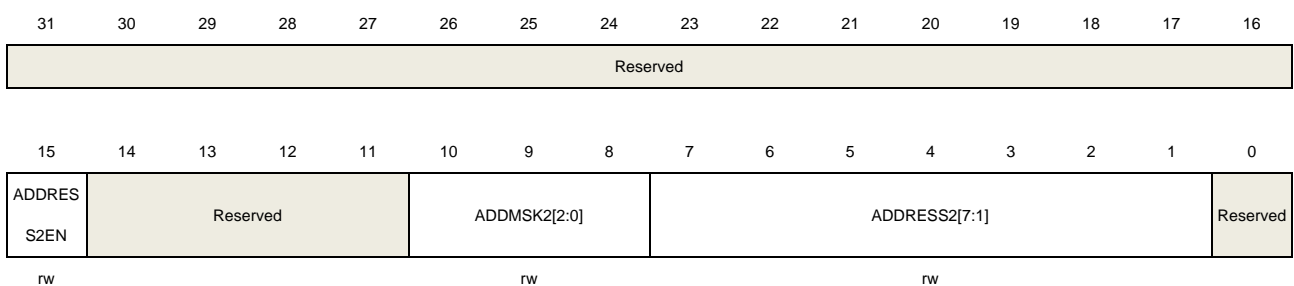 31 30 29 28 27 26 25 24 23 22 21 20 19 18 17 16
Reserved
15 14 13 12 11 10 9 8 7 6 5 4 3 2 1 0
ADDRES
S2EN
Reserved
ADDMSK2[2:0]
ADDRESS2[7:1]
Reserved
rw rw rw